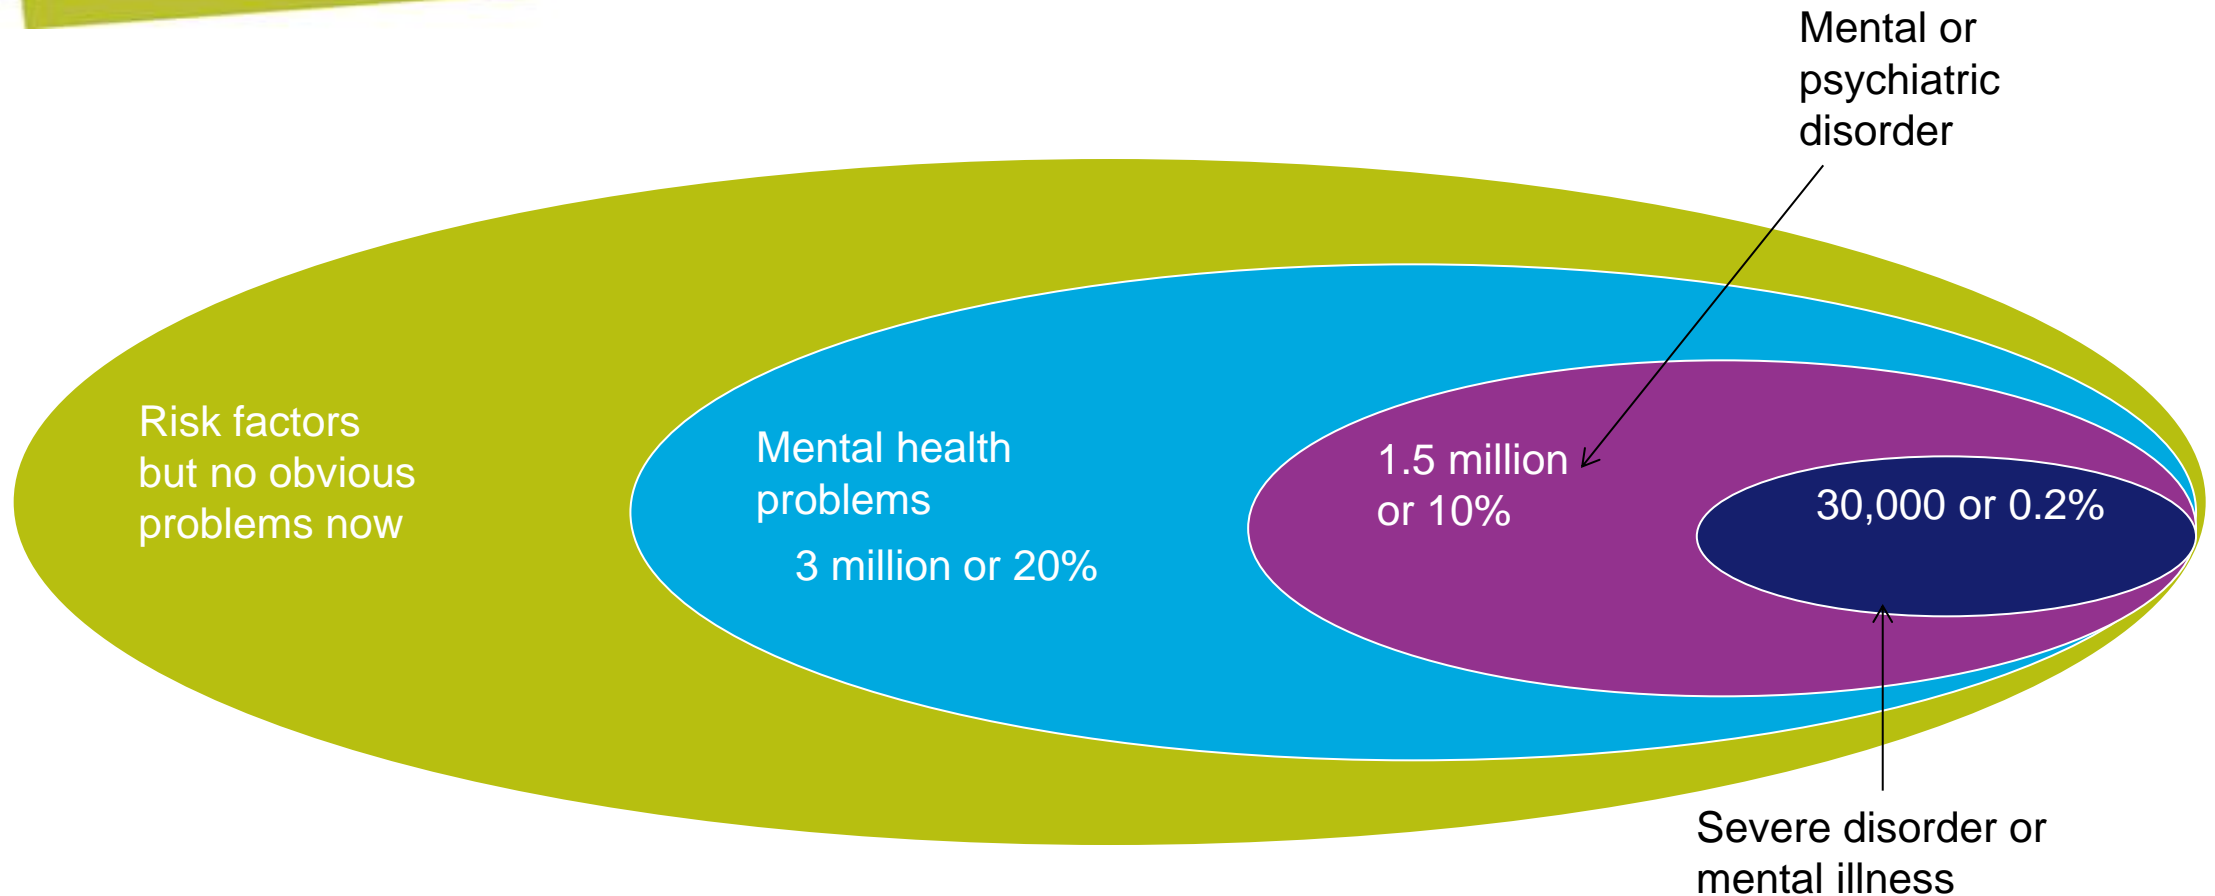 Mental or
psychiatric
disorder
Risk factors
but no obvious
problems now
Mental health
problems
3 million or 20%
1.5 million
or 10%
30,000 or 0.2%
Severe disorder or
mental illness